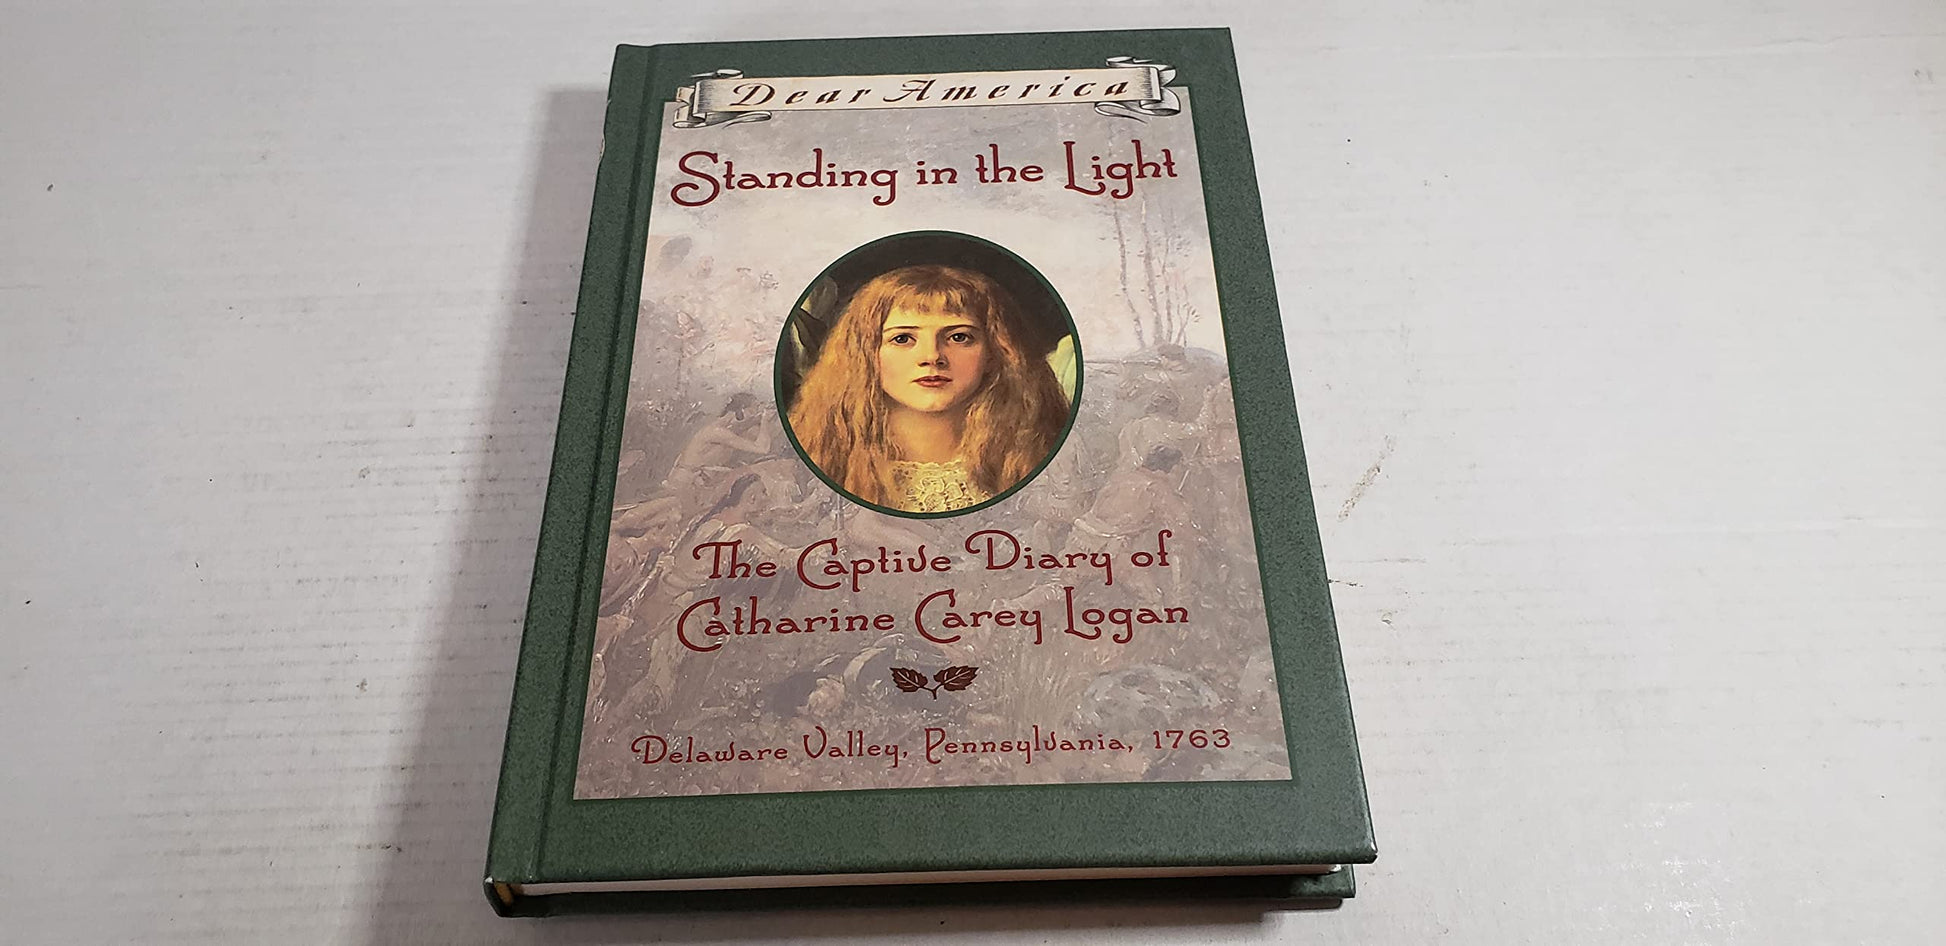 Dear America
Standing in the Light
The Captive Diary of
Catharine Carey Logan
Delaware Valley, Pennsylvania, 1763